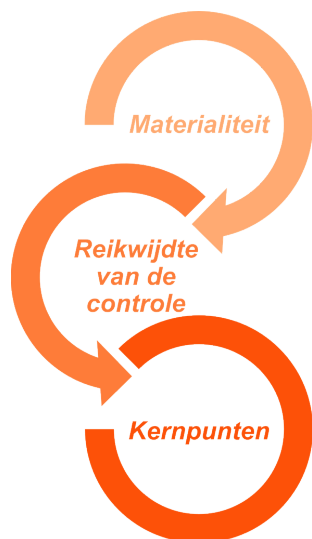 Materialiteit
Reikwijdte
van de
controle
Kernpunten